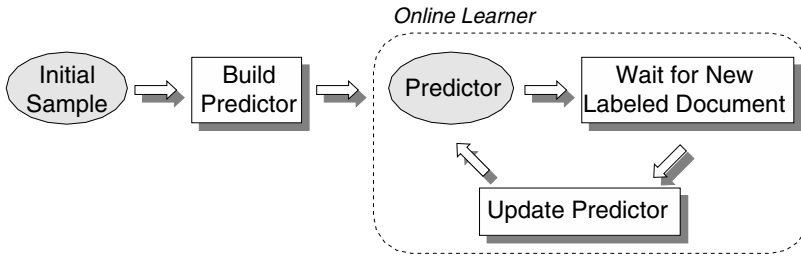 Online Learner
Initial
Sample
Build
Predictor
Predictor
Wait for New
Labeled Document
Update Predictor